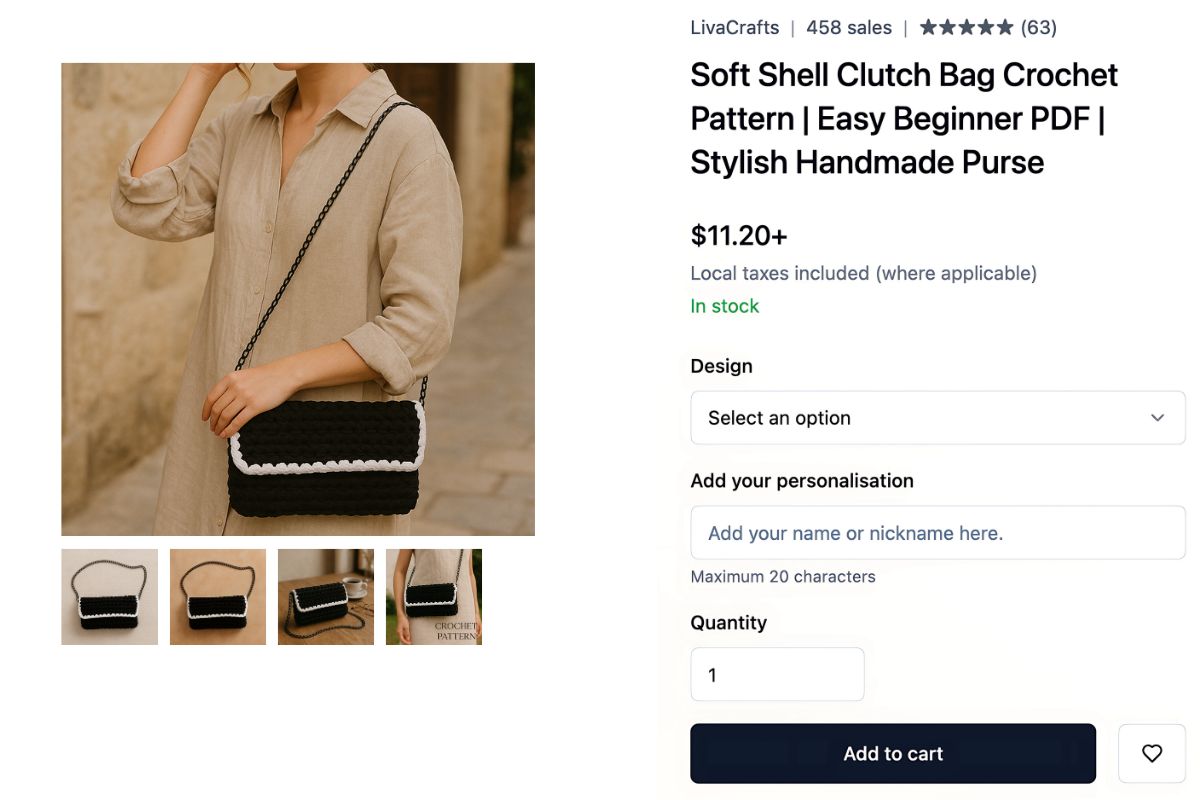 LivaCrafts | 458 sales | ★★★★★ (63)
Soft Shell Clutch Bag Crochet
Pattern | Easy Beginner PDF |
Stylish Handmade Purse
$11.20+
Local taxes included (where applicable)
In stock
Design
Select an option
Add your personalisation
Add your name or nickname here.
Maximum 20 characters
Quantity
1
Add to cart
CROCHET
PATTERN